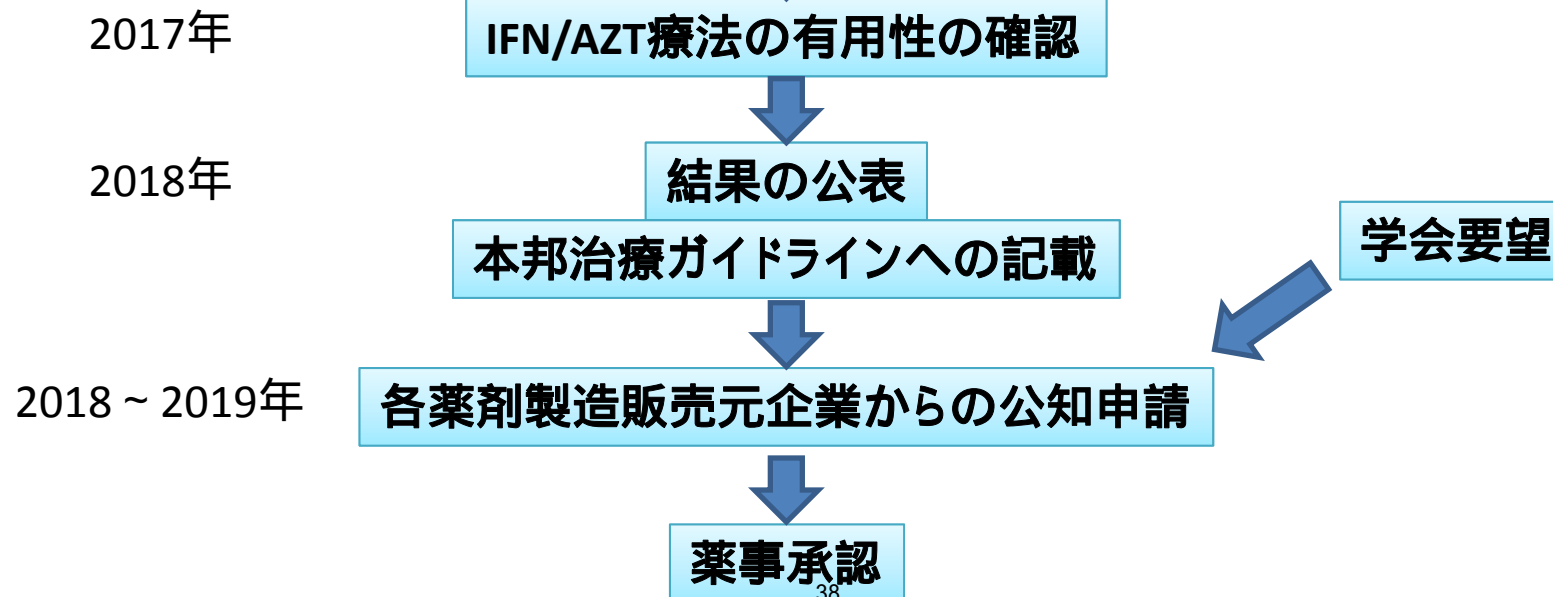 2017年
IFN/AZT療法の有用性の確認
2018年
結果の公表
本邦治療ガイドラインへの記載
学会要望
2018 ~ 2019年
各薬剤製造販売元企業からの公知申請
薬事承認
38